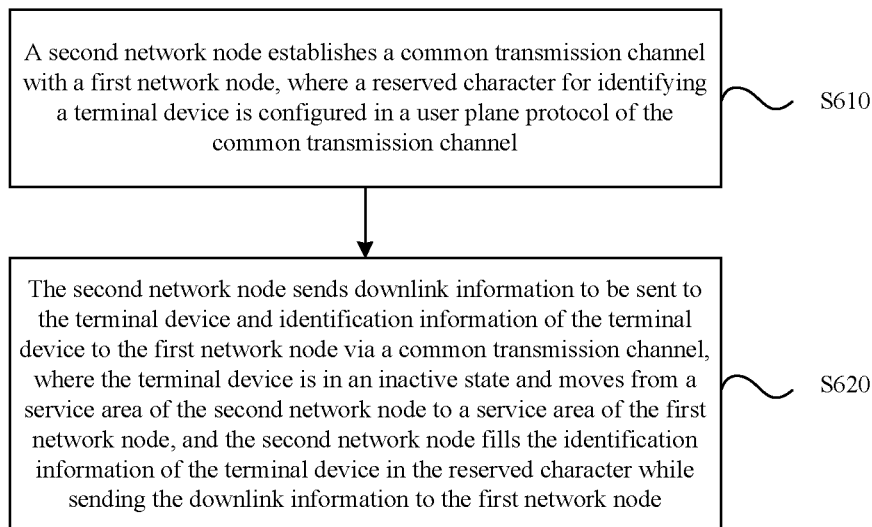 A second network node establishes a common transmission channel
with a first network node, where a reserved character for identifying
a terminal device is configured in a user plane protocol of the
common transmission channel
S610
The second network node sends downlink information to be sent to
the terminal device and identification information of the terminal
device to the first network node via a common transmission channel,
where the terminal device is in an inactive state and moves from a
service area of the second network node to a service area of the first
network node, and the second network node fills the identification
information of the terminal device in the reserved character while
sending the downlink information to the first network node
S620